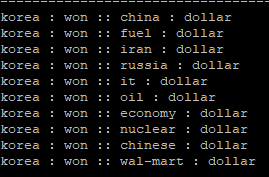 korea : won :: china : dollar
korea : won :: fuel : dollar
korea : won :: iran : dollar
korea : won :: russia : dollar
korea : won :: it : dollar
korea : won :: oil : dollar
korea : won :: economy : dollar
korea : won :: nuclear : dollar
korea : won :: chinese : dollar
korea : won :: wal-mart : dollar